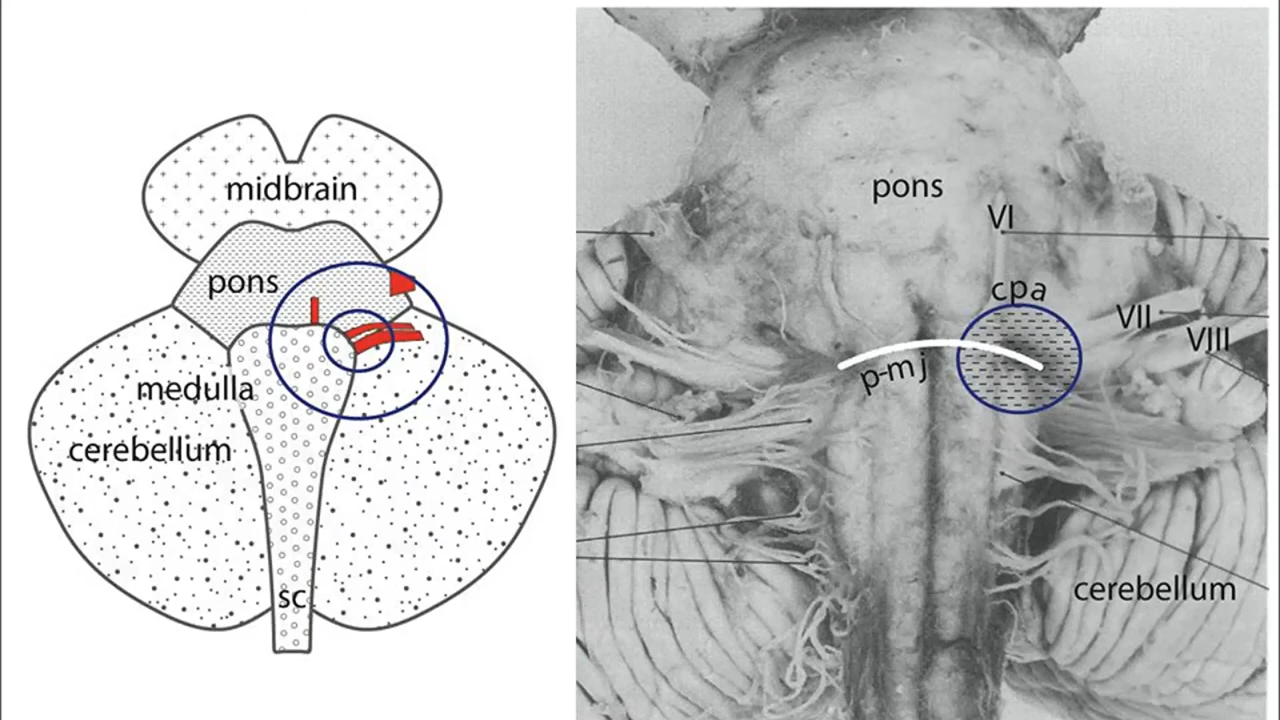 midbrain
pons
medulla
cerebellum
sc
pons
VI
cpa
VII
VIII
p-mj
cerebellum